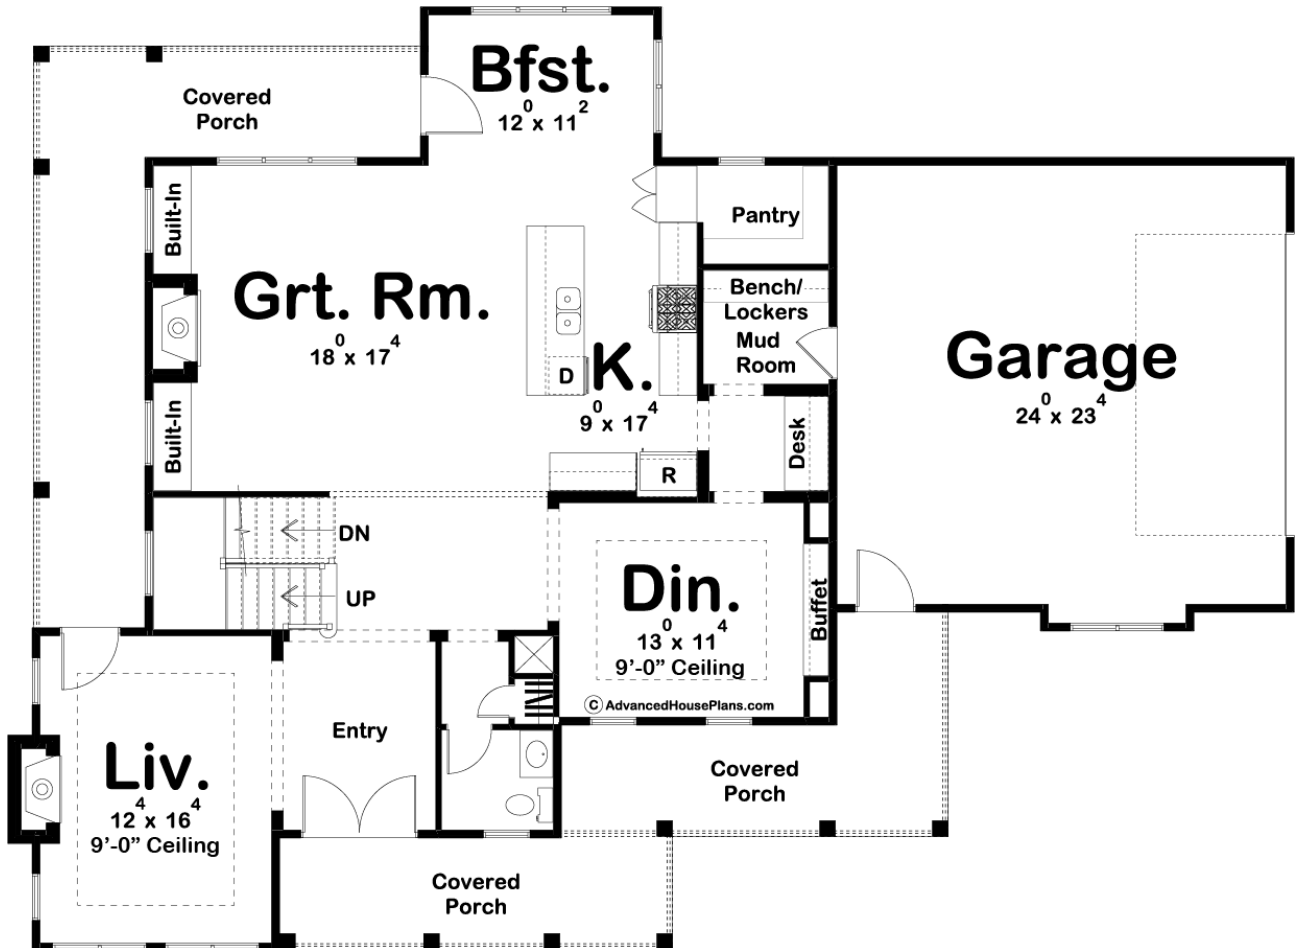 Bfst.
12⁰ x 11²
Covered
Porch
Built-In
Pantry
Grt. Rm.
18⁰ x 17⁴
Bench/
Lockers
Mud
Room
Garage
24⁰ x 23⁴
D
K.
9⁰ x 17⁴
Built-In
Desk
R
DN
UP
Din.
13⁰ x 11⁴
9’-0” Ceiling
Buffet
© AdvancedHousePlans.com
Entry
Liv.
12⁴ x 16⁴
9’-0” Ceiling
Covered
Porch
Covered
Porch